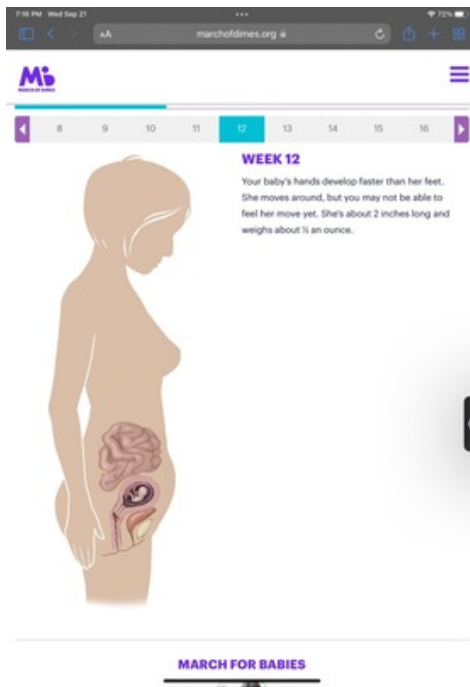 7:16 PM Wed Sep 21
72%
AA
marchofdimes.org
MARCH OF BABIES
8 9 10 11 12 13 14 15 16
WEEK 12
Your baby's hands develop faster than her feet.
She moves around, but you may not be able to
feel her move yet. She's about 2 inches long and
weighs about ½ an ounce.
MARCH FOR BABIES